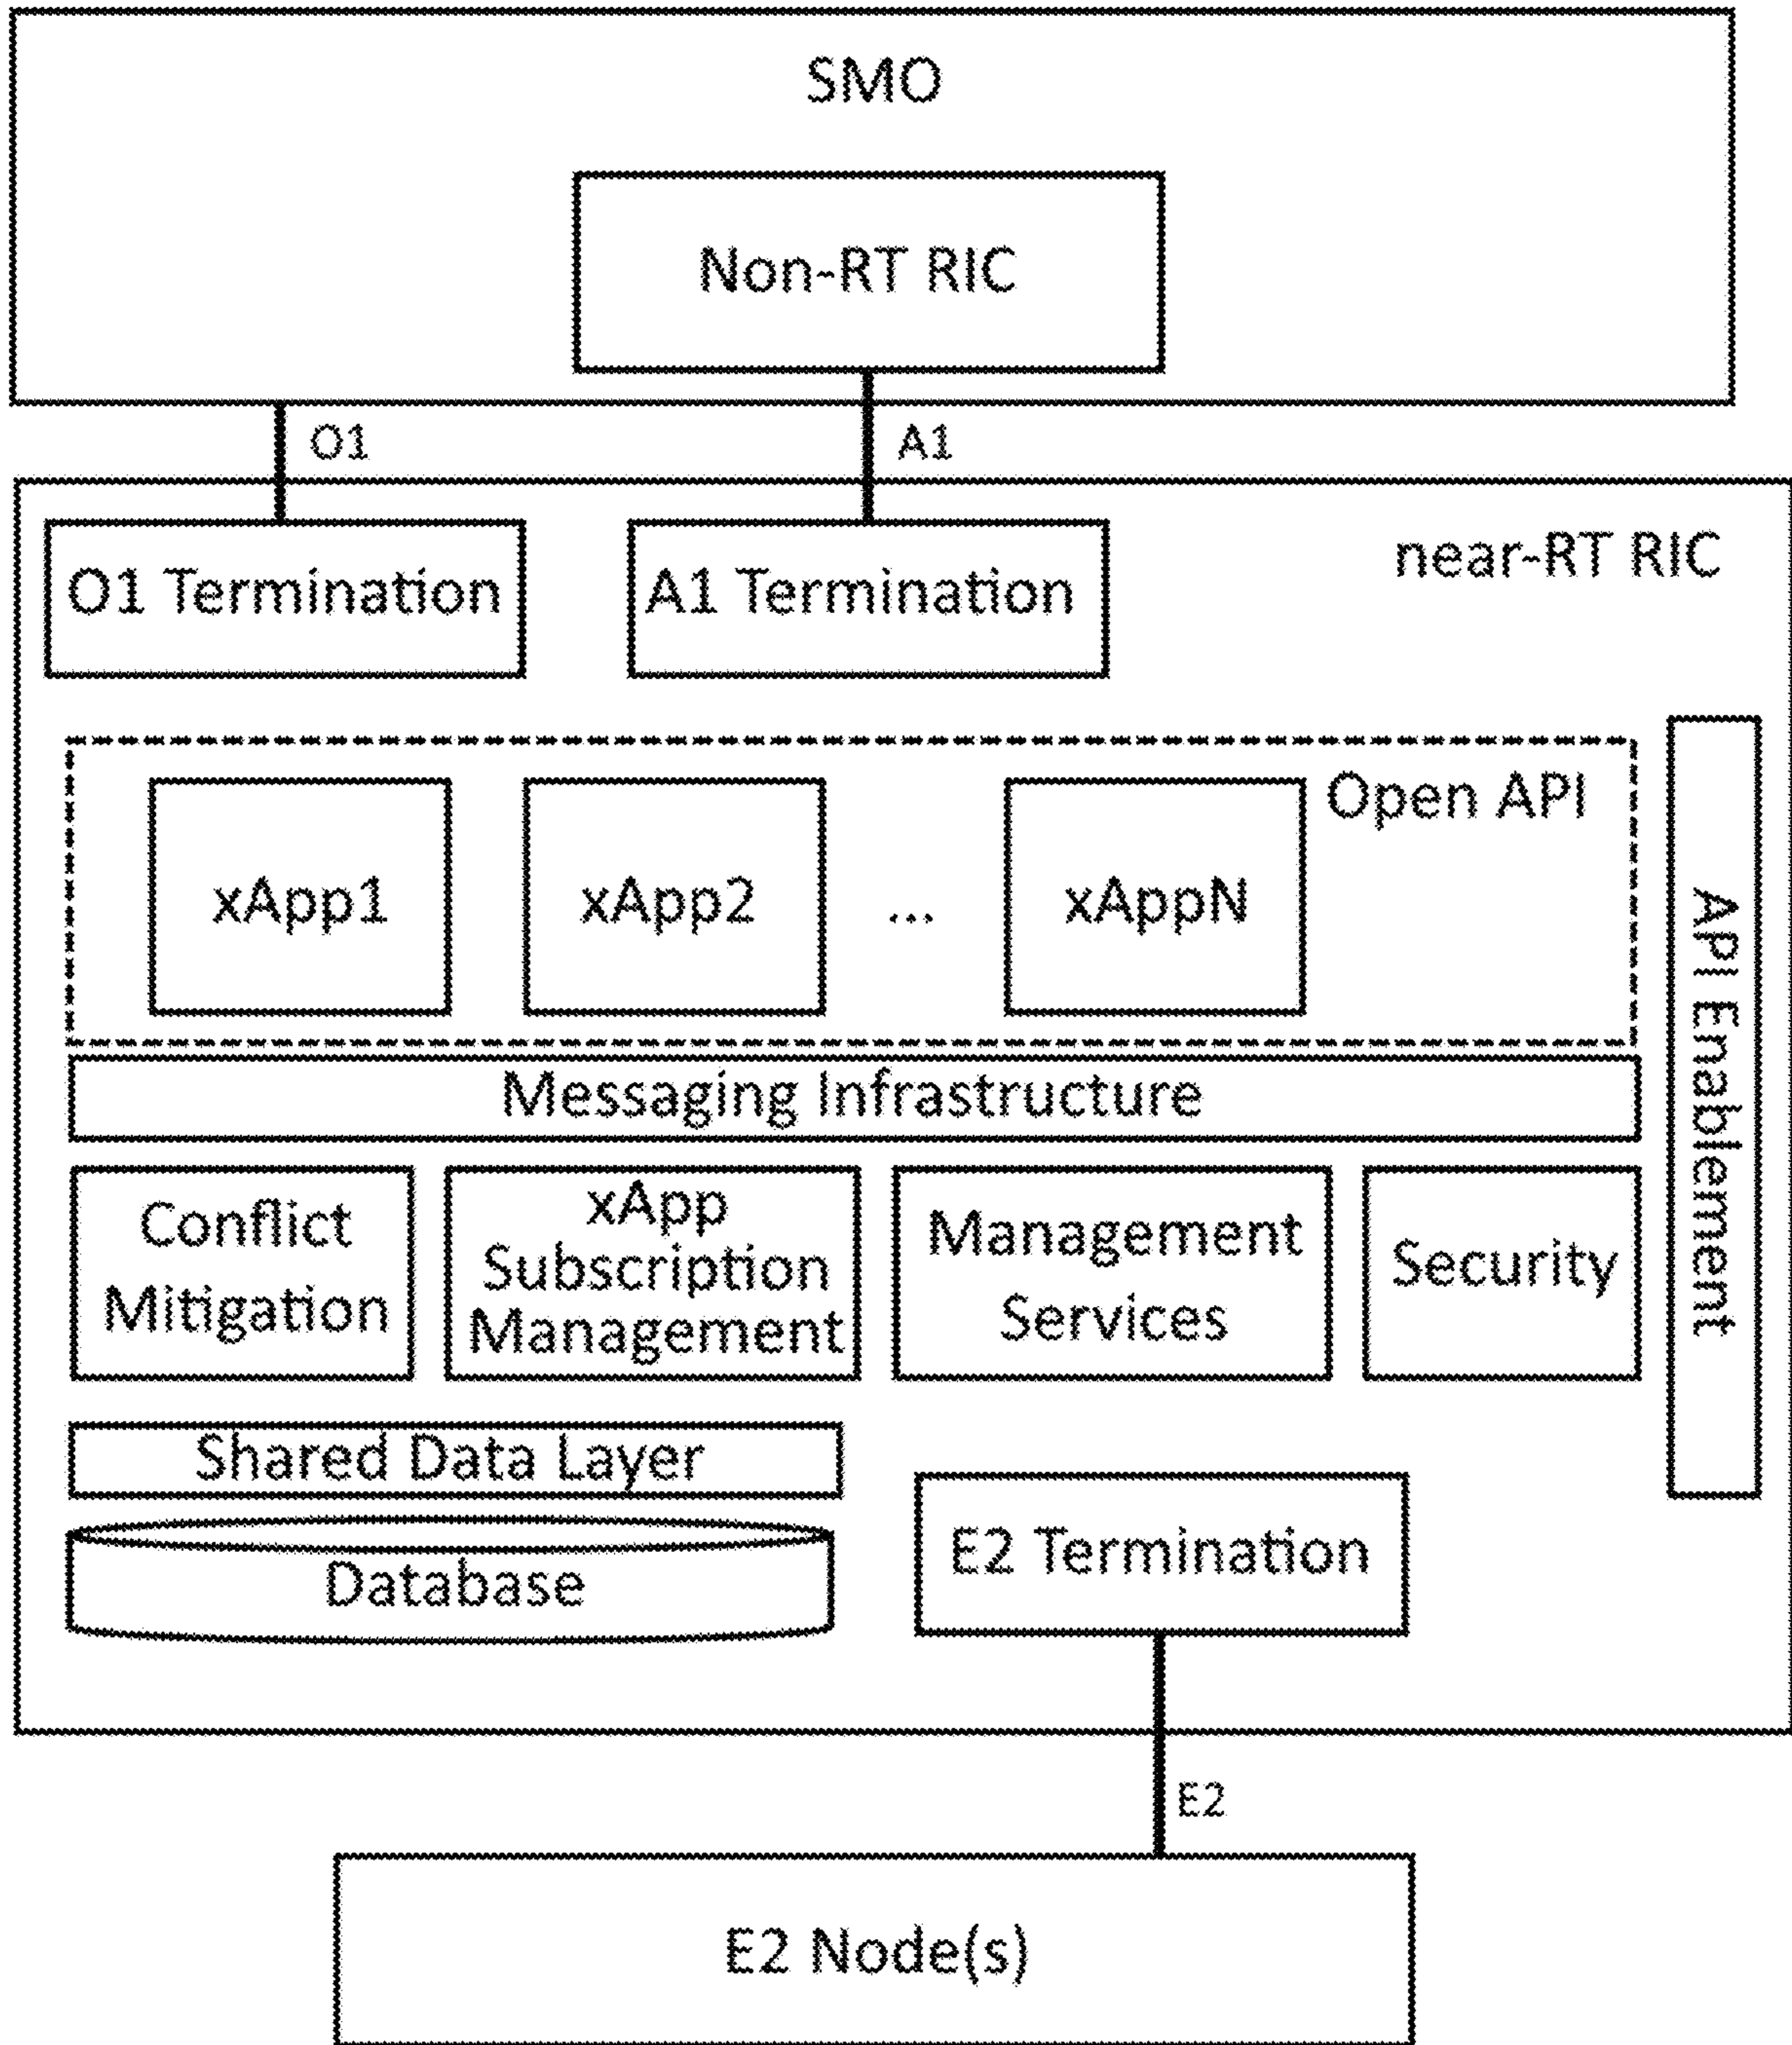 SMO
Non-RT RIC
O1
A1
near-RT RIC
O1 Termination
A1 Termination
Open API
xApp1
xApp2
...
xAppN
API Enablement
Messaging Infrastructure
Conflict
Mitigation
xApp
Subscription
Management
Management
Services
Security
Shared Data Layer
Database
E2 Termination
E2
E2 Node(s)